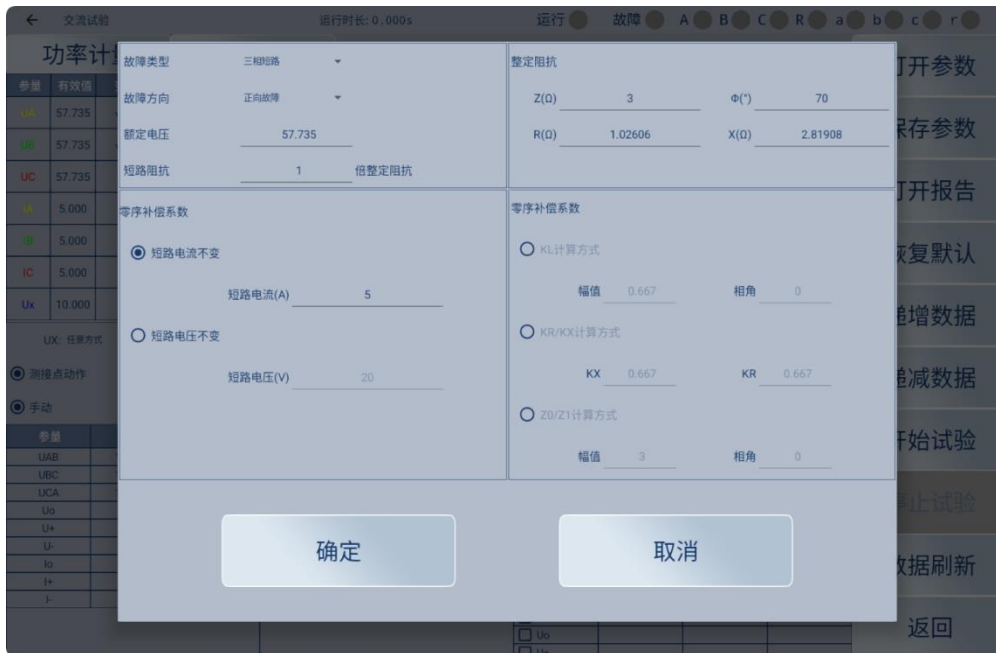 交流试验 运行时长: 0.000s 运行 故障 A B C R a b c r
功率计
参量 有效值
UA 57.735
UB 57.735
UC 57.735
IA 5.000
IB 5.000
IC 5.000
Ux 10.000
UX: 任意方式
测接点动作
手动
参量
UAB
UBC
UCA
Uo
U+
U-
Io
I+
I-
故障类型 三相短路
故障方向 正向故障
额定电压 57.735
短路阻抗 1 倍整定阻抗
整定阻抗
Z(Ω) 3 Φ(°) 70
R(Ω) 1.02606 X(Ω) 2.81908
零序补偿系数
短路电流不变
短路电流(A) 5
短路电压不变
短路电压(V) 20
零序补偿系数
KL计算方式
幅值 0.667 相角 0
KR/KX计算方式
KX 0.667 KR 0.667
Z0/Z1计算方式
幅值 3 相角 0
确定 取消
Uo
打开参数
保存参数
打开报告
恢复默认
递增数据
递减数据
开始试验
停止试验
数据刷新
返回